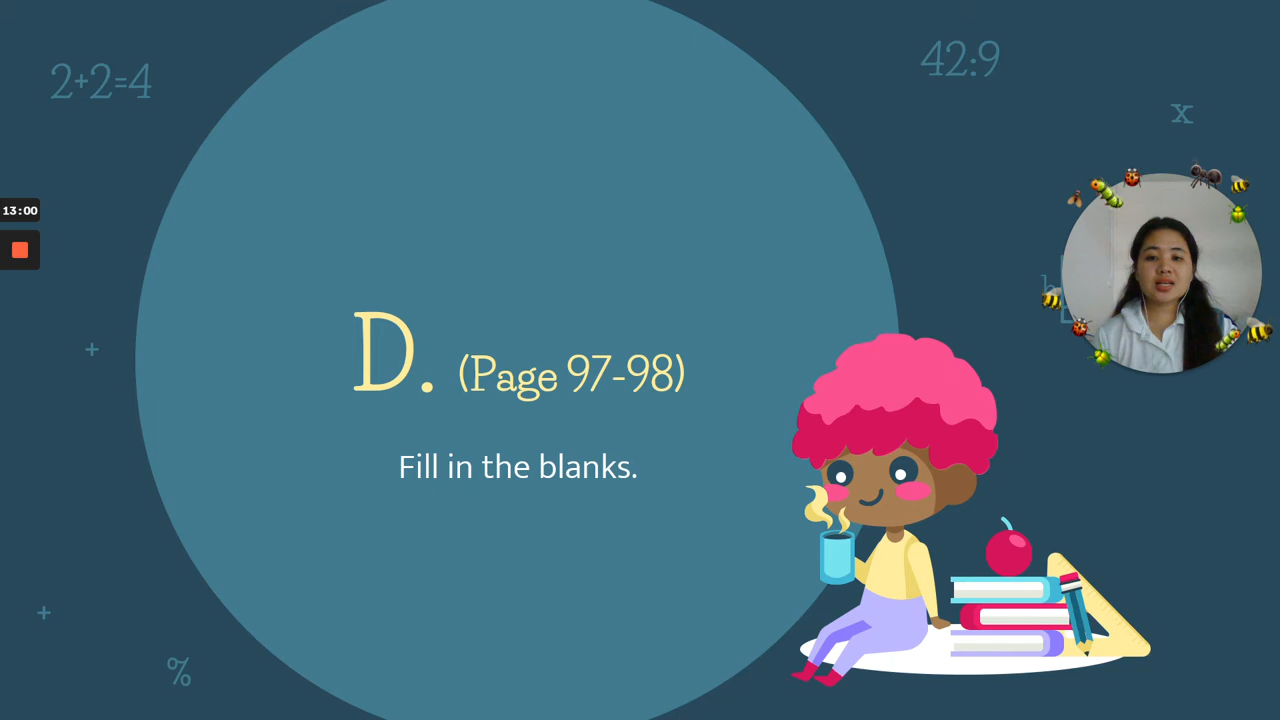 2+2=4
42:9
x
13:00
D. (Page 97-98)
Fill in the blanks.
+
+
%